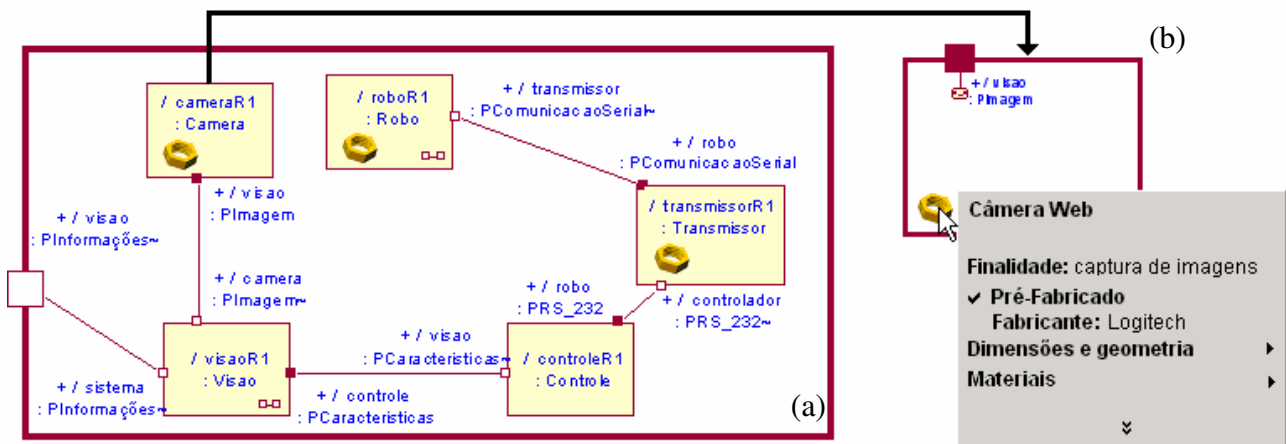 / cameraR1
: Camera
+ / visao
: PImagem
/ roboR1
: Robo
+ / transmissor
: PComunicacaoSerial~
+ / robo
: PComunicacaoSerial
/ transmissorR1
: Transmissor
+ / visao
: PInformações~
+ / camera
: PImagem~
+ / robo
: PRS_232
+ / controlador
: PRS_232~
/ visaoR1
: Visao
+ / visao
: PCaracteristicas~
/ controleR1
: Controle
+ / sistema
: PInformações~
+ / controle
: PCaracteristicas
(a)
(b)
+ / visao
: PImagem
Câmera Web
Finalidade: captura de imagens
✓ Pré-Fabricado
Fabricante: Logitech
Dimensões e geometria
Materiais